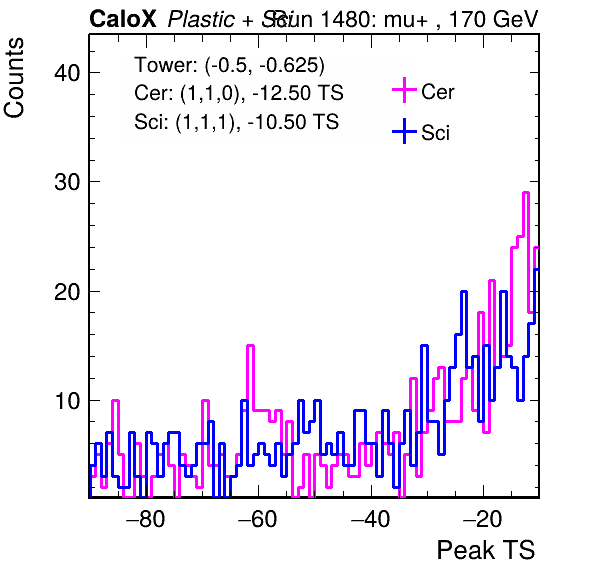 CaloX Plastic + Sci Run 1480: mu+ , 170 GeV
Counts
Tower: (-0.5, -0.625)
Cer: (1,1,0), -12.50 TS
Sci: (1,1,1), -10.50 TS
Cer
Sci
40
30
20
10
−80 −60 −40 −20
Peak TS